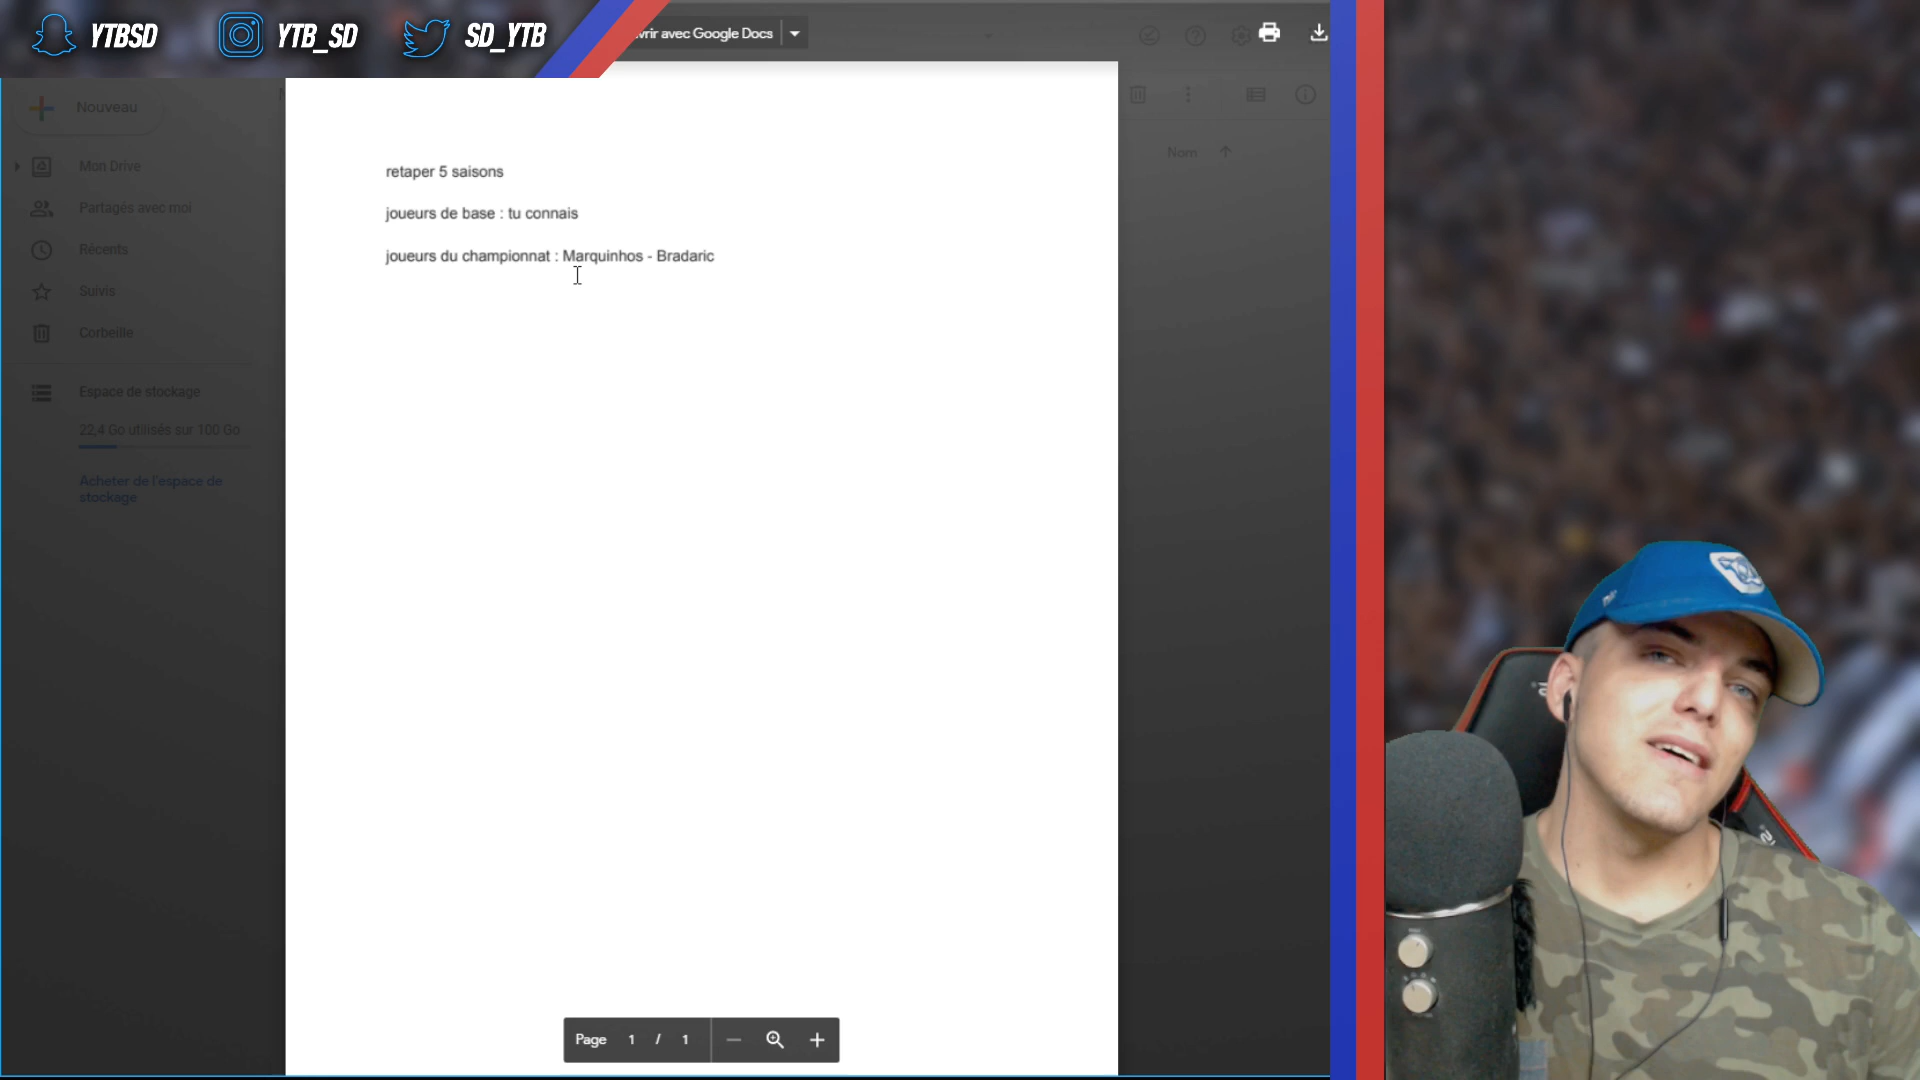 YTBSD
YTB_SD
SD_YTB
vrir avec Google Docs
Nouveau
Mon Drive
Partagés avec moi
Récents
Suivis
Corbeille
Espace de stockage
22,4 Go utilisés sur 100 Go
Acheter de l'espace de
stockage
Nom
retaper 5 saisons
joueurs de base : tu connais
joueurs du championnat : Marquinhos - Bradaric
Page 1 / 1